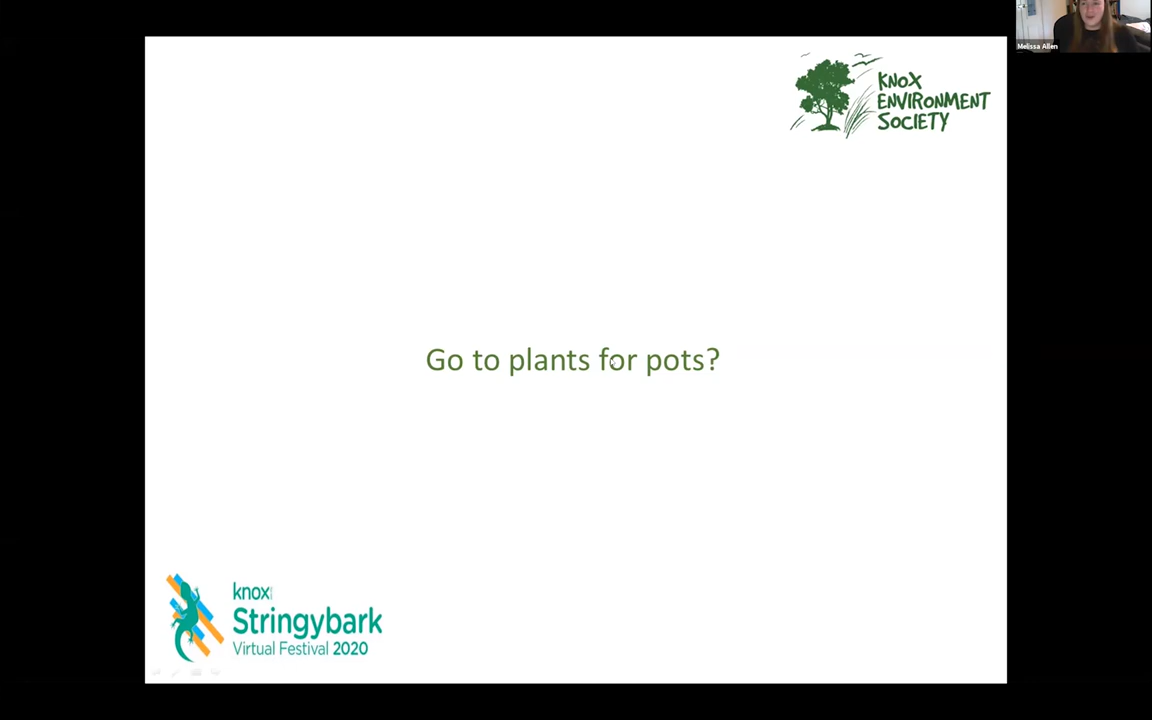 Melissa Allen
KNOX
ENVIRONMENT
SOCIETY
Go to plants for pots?
knox
Stringybark
Virtual Festival 2020